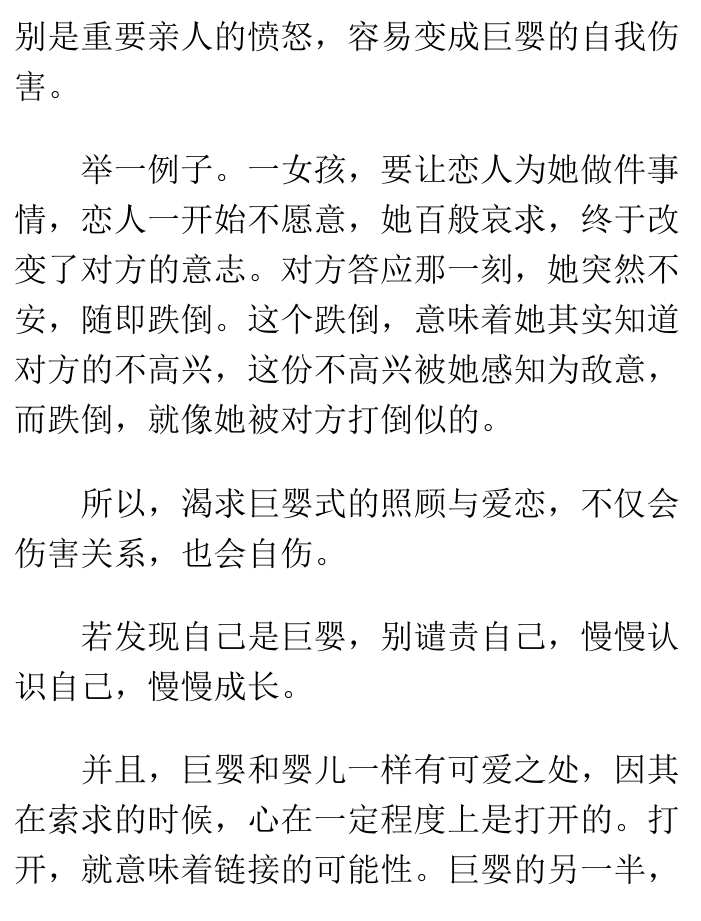 别是重要亲人的愤怒，容易变成巨婴的自我伤
害。
举一例子。一女孩，要让恋人为她做件事
情，恋人一开始不愿意，她百般哀求，终于改
变了对方的意志。对方答应那一刻，她突然不
安，随即跌倒。这个跌倒，意味着她其实知道
对方的不高兴，这份不高兴被她感知为敌意，
而跌倒，就像她被对方打倒似的。
所以，渴求巨婴式的照顾与爱恋，不仅会
伤害关系，也会自伤。
若发现自己是巨婴，别谴责自己，慢慢认
识自己，慢慢成长。
并且，巨婴和婴儿一样有可爱之处，因其
在索求的时候，心在一定程度上是打开的。打
开，就意味着链接的可能性。巨婴的另一半，